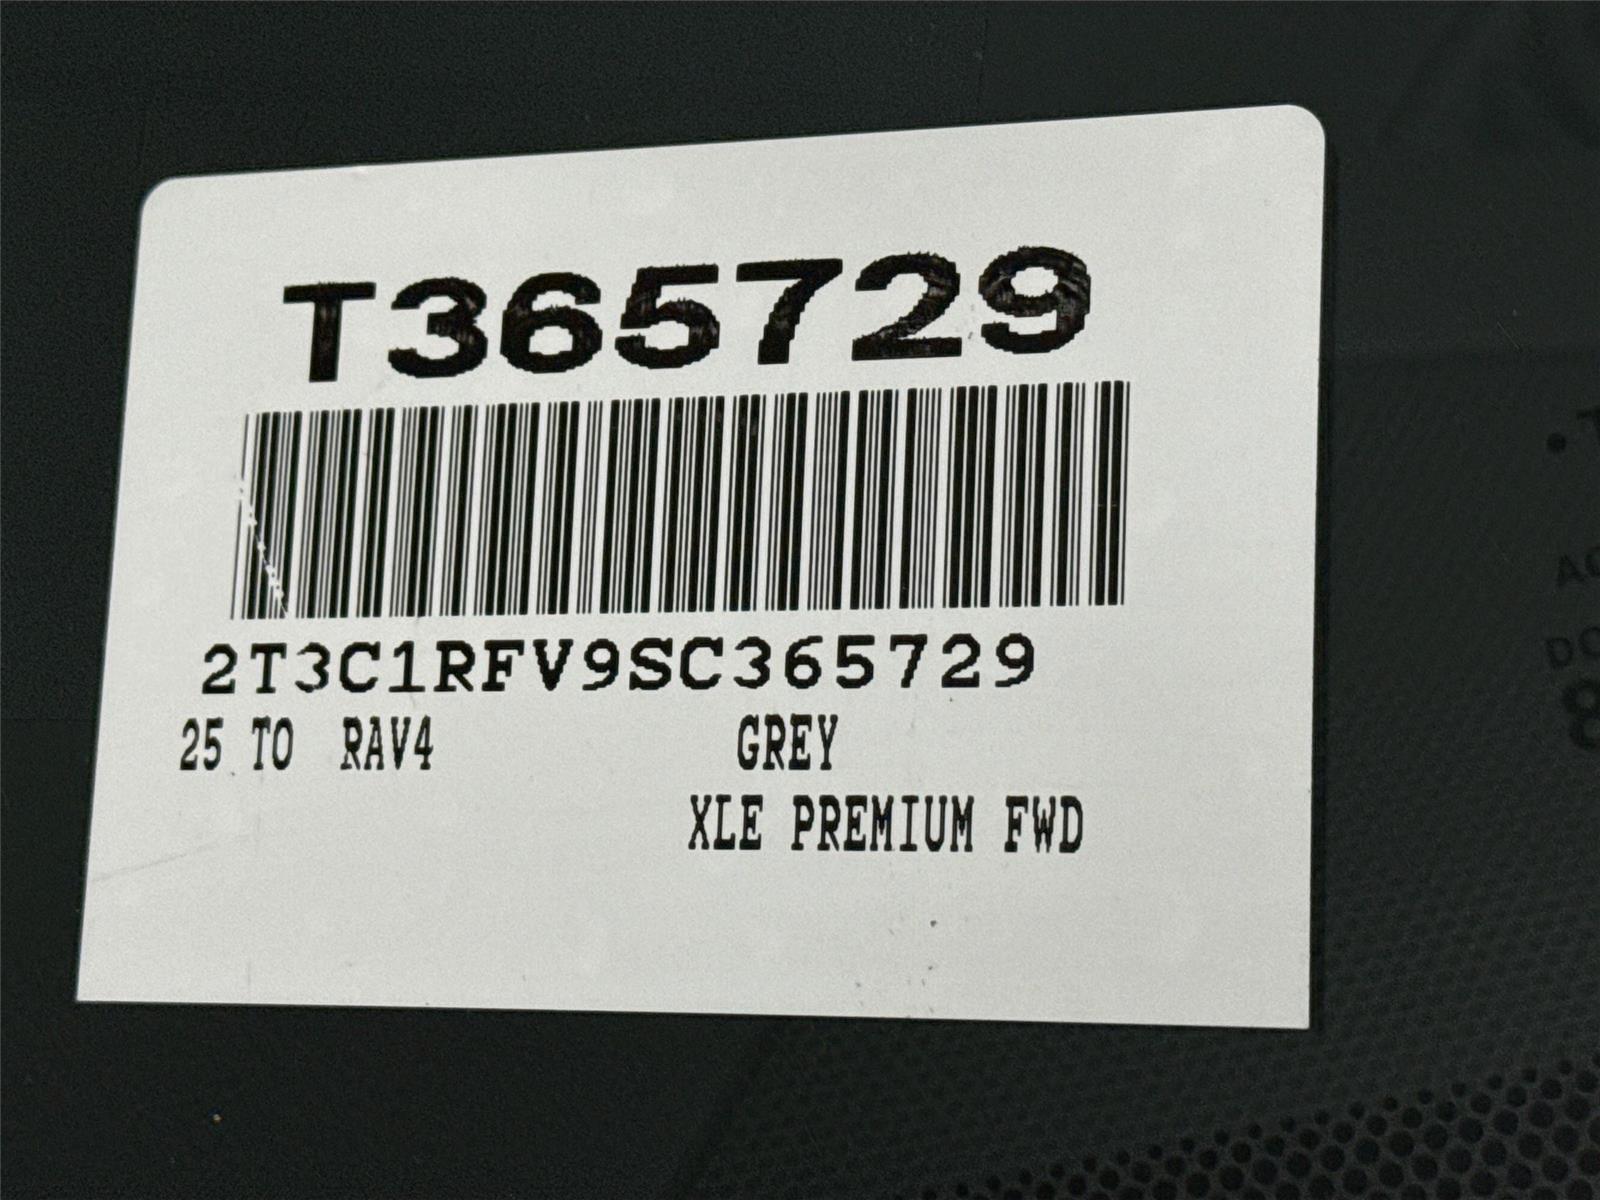 T365729
2T3C1RFV9SC365729
25 TO RAV4 GREY
XLE PREMIUM FWD